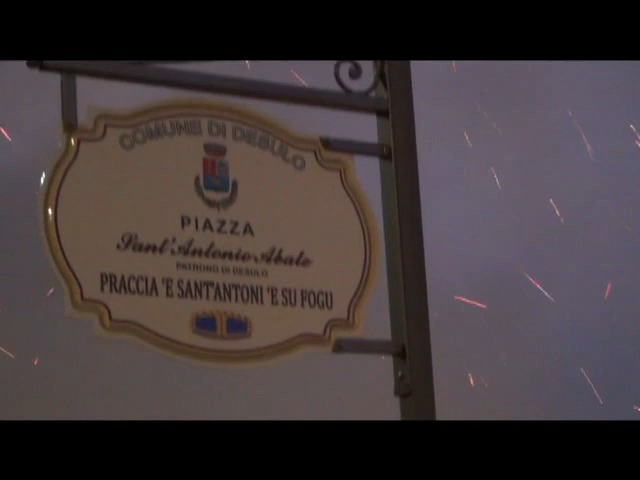 COMUNE DI DESULO
PIAZZA
Sant'Antonio Abate
PATRONO DI DESULO
PRACCIA 'E SANT'ANTONI 'E SU FOGU